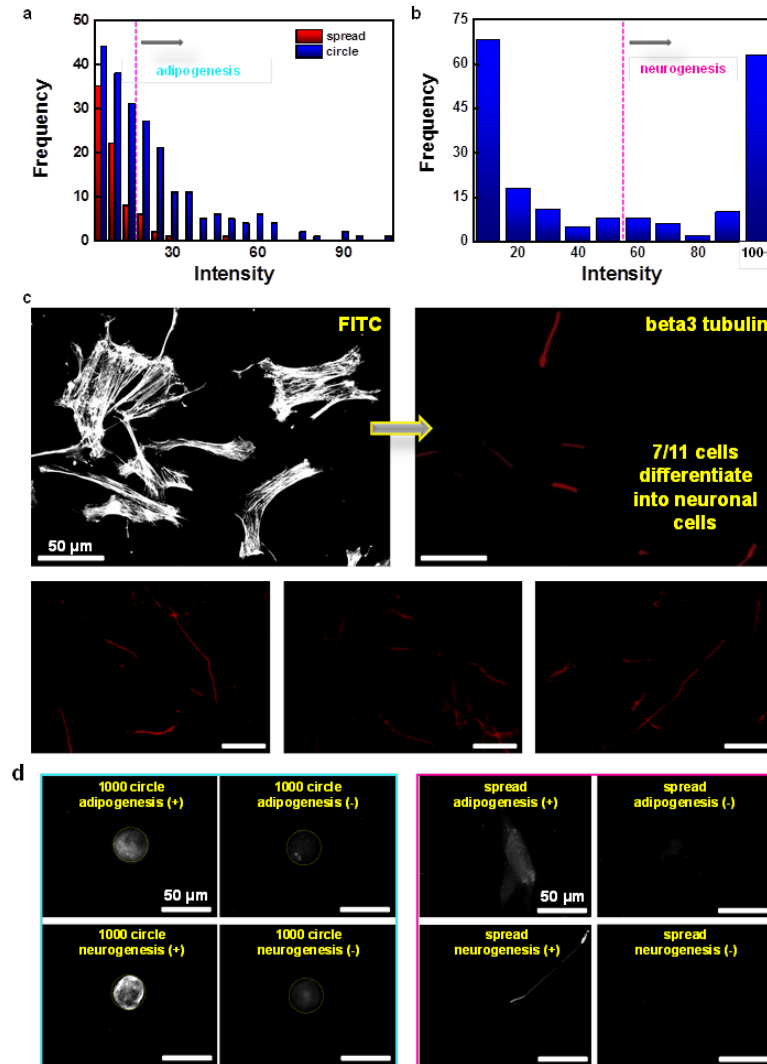 a
50
40
30
20
10
0
Frequency
30
60
90
Intensity
spread
circle
adipogenesis
b
75
60
45
30
15
0
Frequency
20
40
60
80
Intensity
neurogenesis
c
FITC
50 µm
beta3 tubulin
7/11 cells
differentiate
into neuronal
cells
d
1000 circle
adipogenesis (+)
50 µm
1000 circle
adipogenesis (-)
spread
adipogenesis (+)
50 µm
spread
adipogenesis (-)
1000 circle
neurogenesis (+)
1000 circle
neurogenesis (-)
spread
neurogenesis (+)
spread
neurogenesis (-)